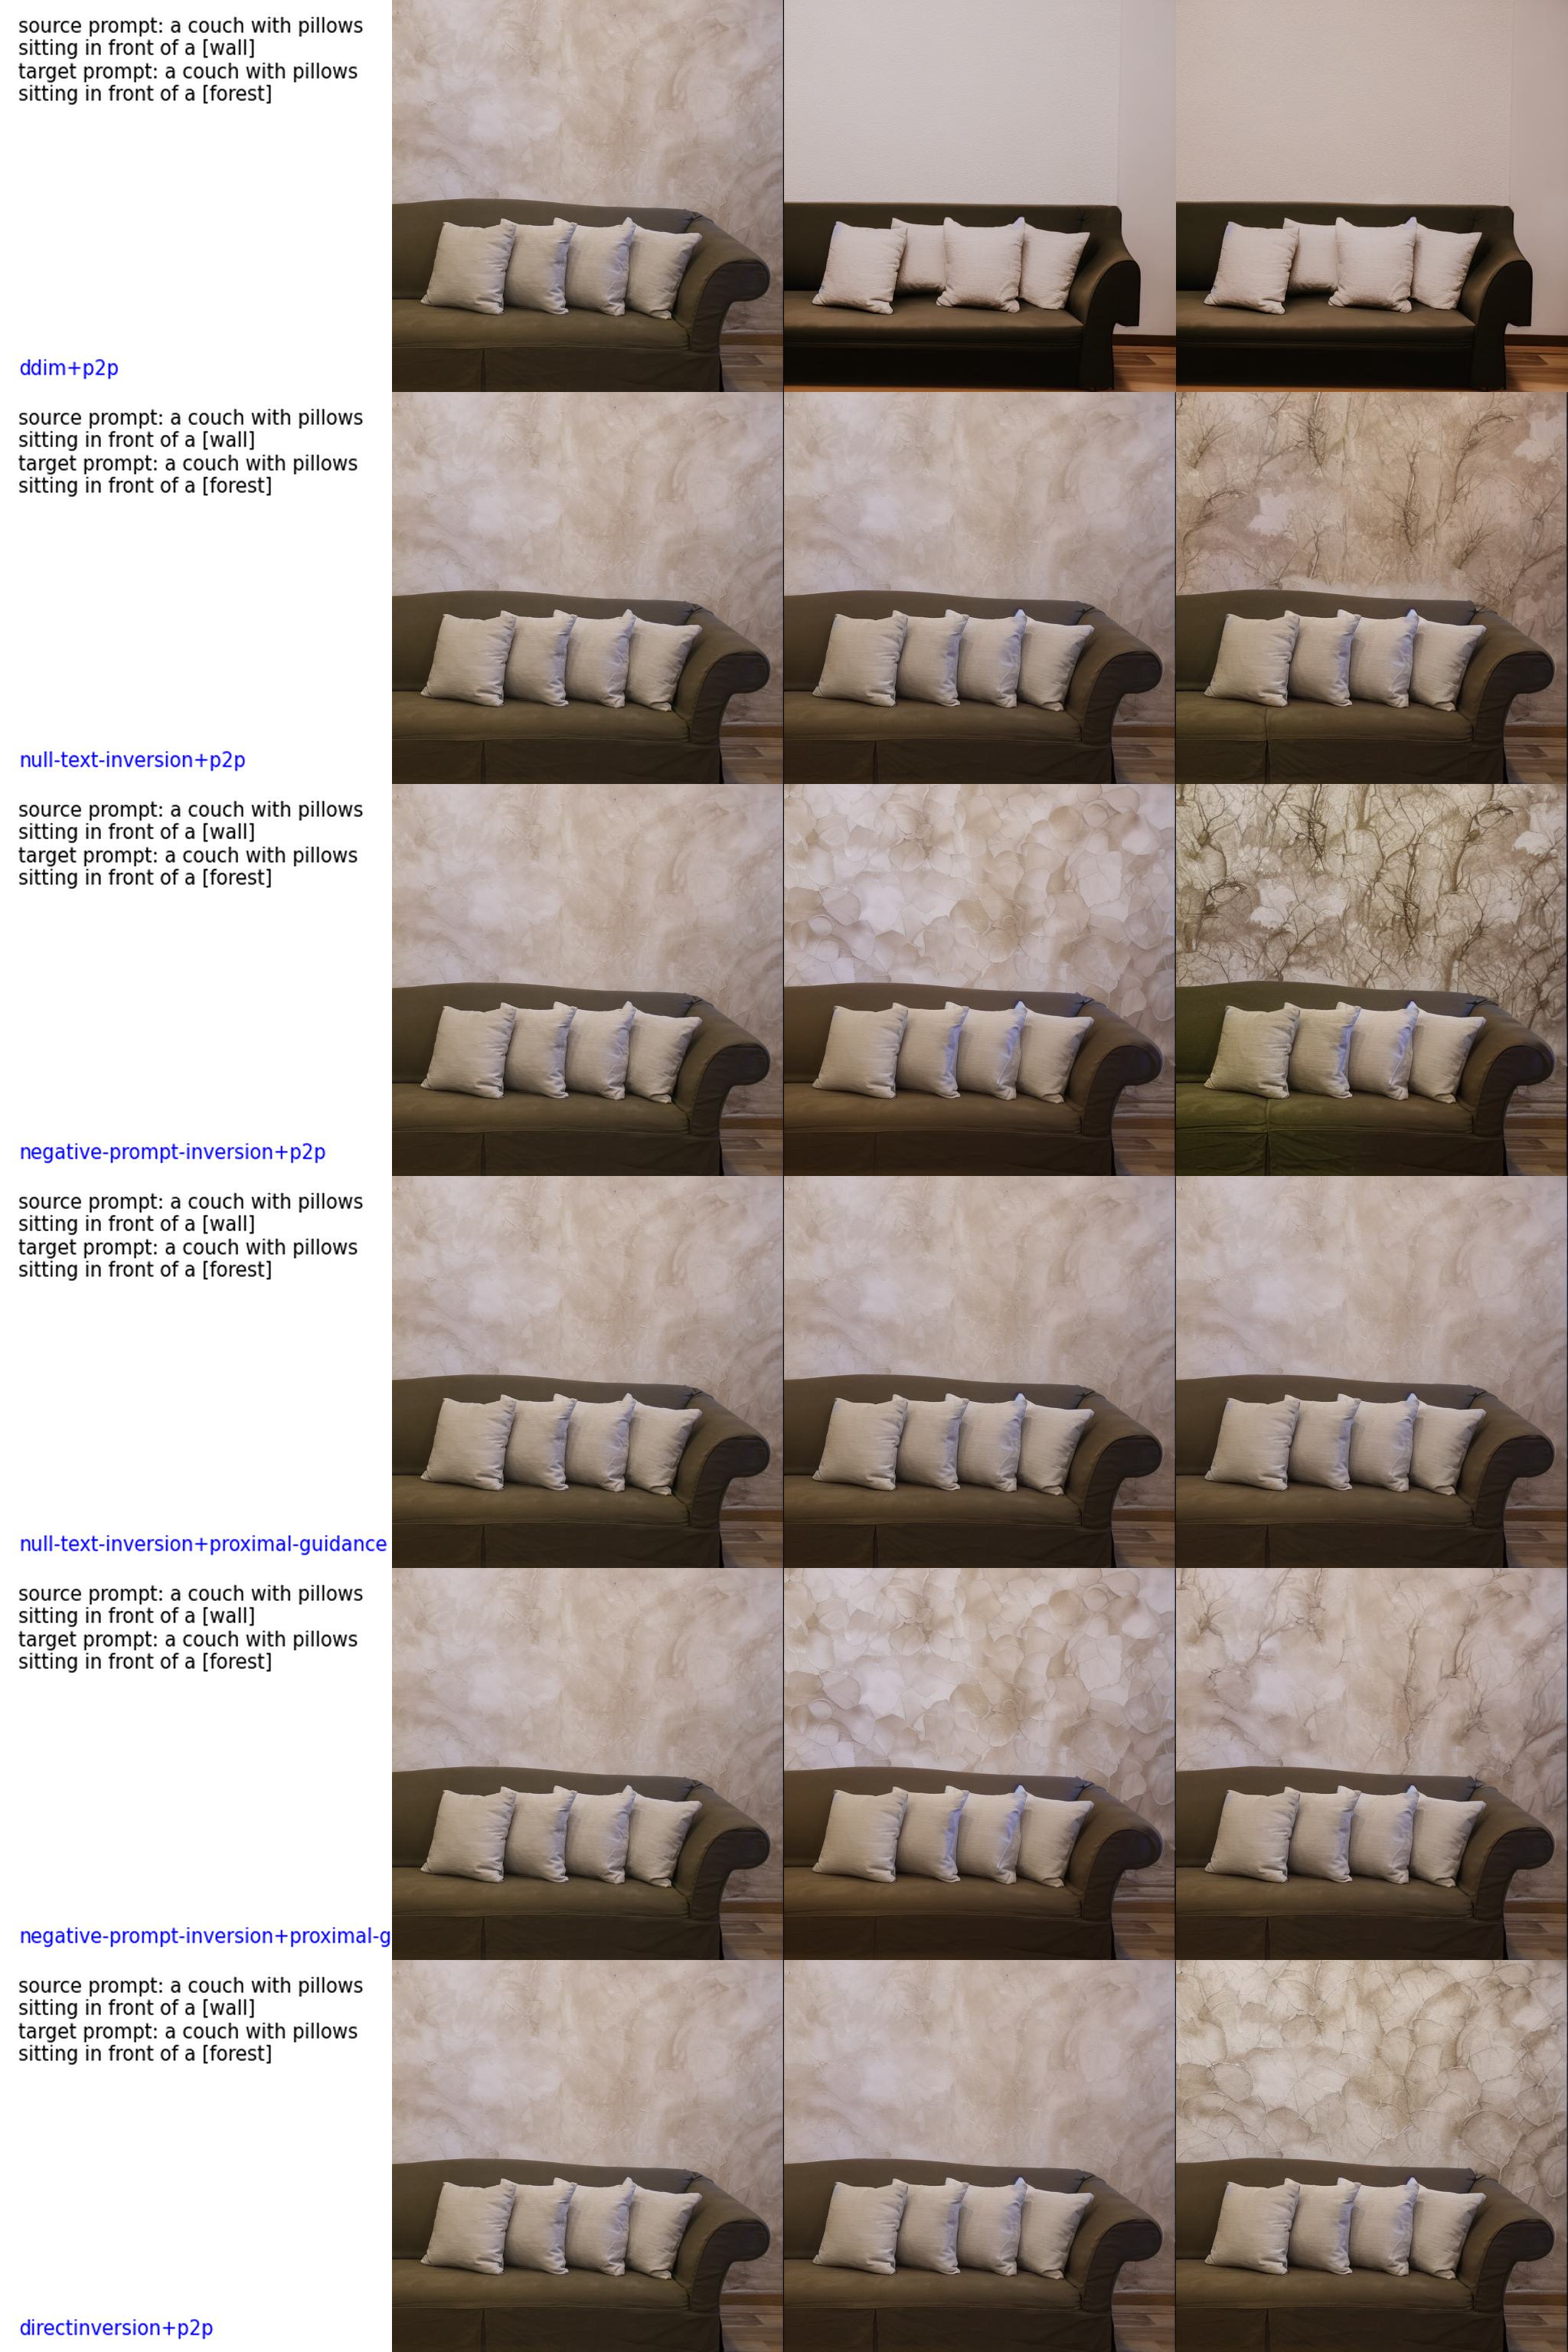 source prompt: a couch with pillows
sitting in front of a [wall]
target prompt: a couch with pillows
sitting in front of a [forest]
ddim+p2p
source prompt: a couch with pillows
sitting in front of a [wall]
target prompt: a couch with pillows
sitting in front of a [forest]
null-text-inversion+p2p
source prompt: a couch with pillows
sitting in front of a [wall]
target prompt: a couch with pillows
sitting in front of a [forest]
negative-prompt-inversion+p2p
source prompt: a couch with pillows
sitting in front of a [wall]
target prompt: a couch with pillows
sitting in front of a [forest]
null-text-inversion+proximal-guidance
source prompt: a couch with pillows
sitting in front of a [wall]
target prompt: a couch with pillows
sitting in front of a [forest]
negative-prompt-inversion+proximal-g
source prompt: a couch with pillows
sitting in front of a [wall]
target prompt: a couch with pillows
sitting in front of a [forest]
directinversion+p2p